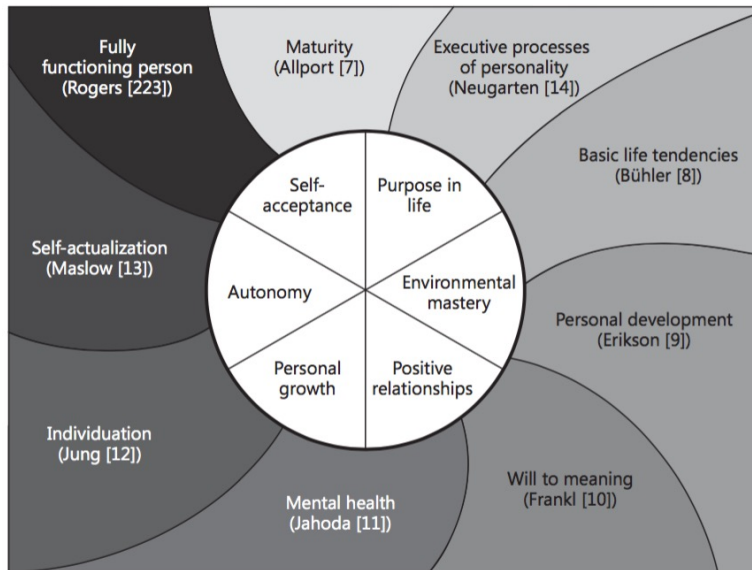 Fully
functioning person
(Rogers [223])
Maturity
(Allport [7])
Executive processes
of personality
(Neugarten [14])
Basic life tendencies
(Bühler [8])
Self-
acceptance
Purpose in
life
Self-actualization
(Maslow [13])
Autonomy
Environmental
mastery
Personal development
(Erikson [9])
Personal
growth
Positive
relationships
Individuation
(Jung [12])
Mental health
(Jahoda [11])
Will to meaning
(Frankl [10])